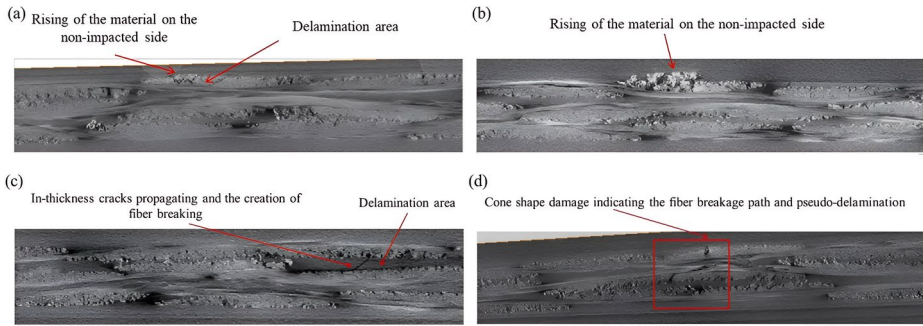 (a)
Rising of the material on the
non-impacted side
Delamination area
(b)
Rising of the material on the non-impacted side
(c)
In-thickness cracks propagating and the creation of
fiber breaking
Delamination area
(d)
Cone shape damage indicating the fiber breakage path and pseudo-delamination